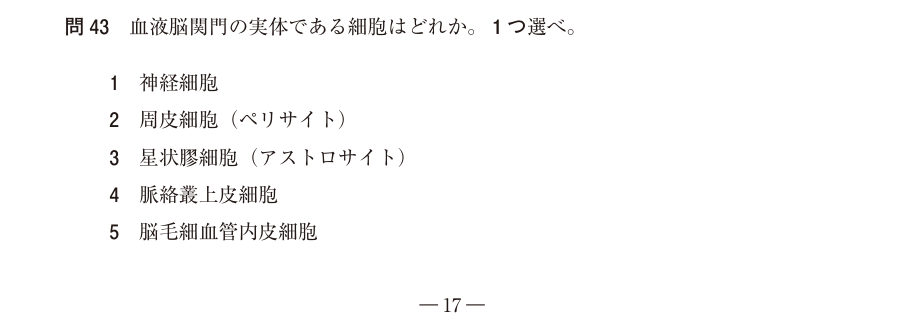 問 43 血液脳関門の実体である細胞はどれか。1つ選べ。
1 神経細胞
2 周皮細胞（ペリサイト）
3 星状膠細胞（アストロサイト）
4 脈絡叢上皮細胞
5 脳毛細血管内皮細胞
― 17 ―